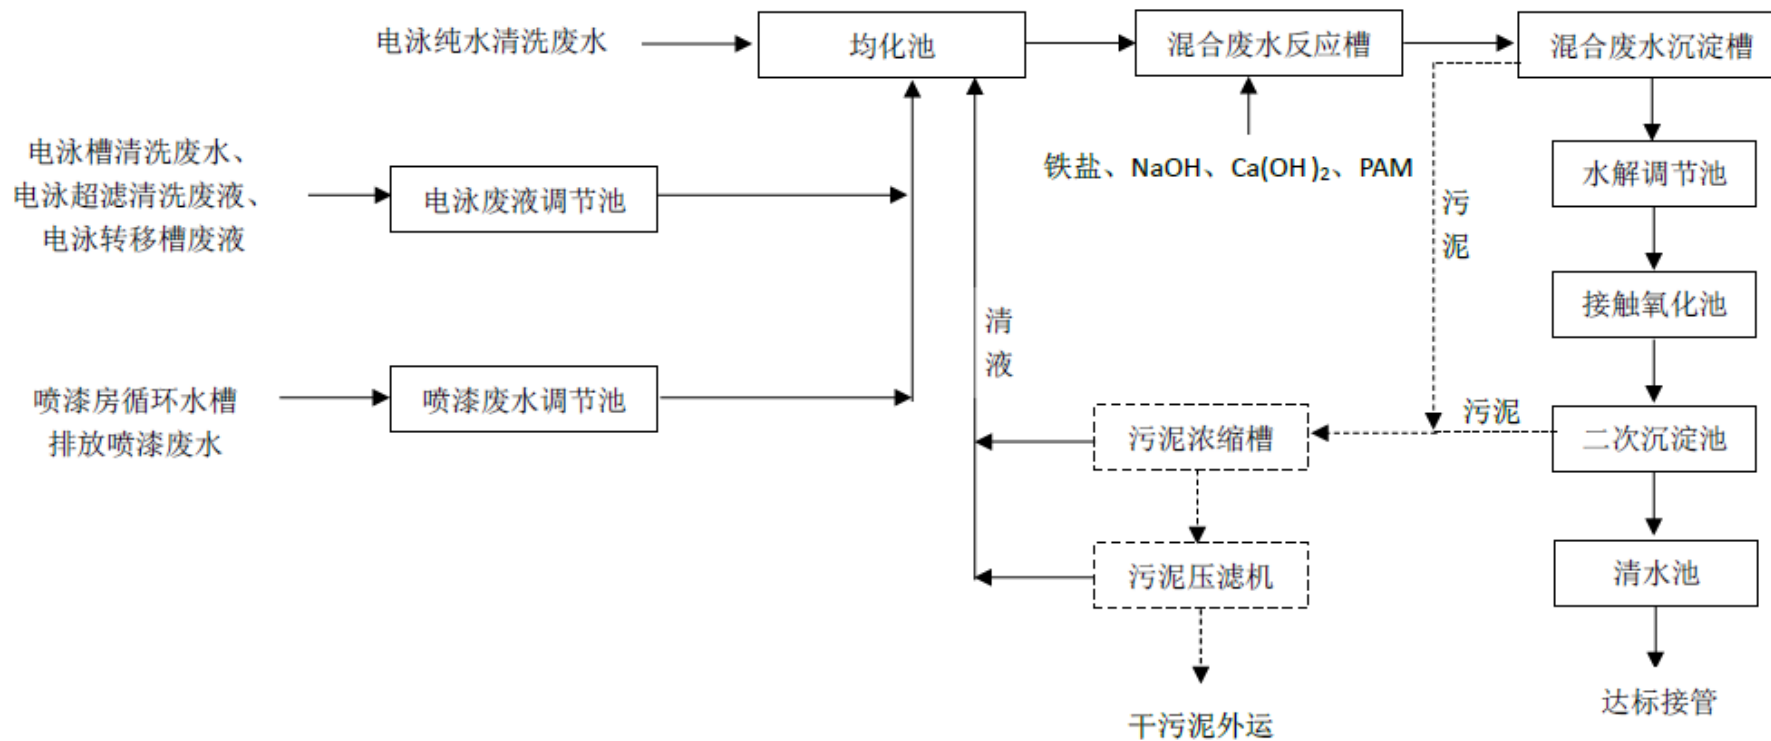 电泳纯水清洗废水
均化池
混合废水反应槽
混合废水沉淀槽
电泳槽清洗废水、
电泳超滤清洗废液、
电泳转移槽废液
电泳废液调节池
铁盐、NaOH、Ca(OH)₂、PAM
水解调节池
污
泥
接触氧化池
清
液
喷漆房循环水槽
排放喷漆废水
喷漆废水调节池
污泥浓缩槽
污泥
二次沉淀池
污泥压滤机
清水池
干污泥外运
达标接管